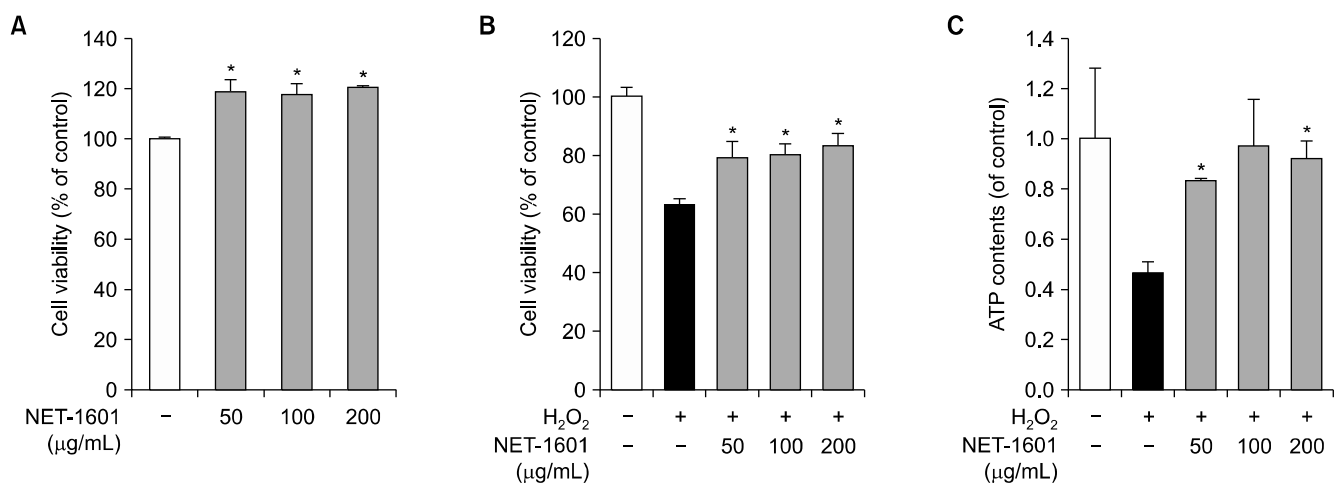 A
Cell viability (% of control)
140
120
100
80
60
40
20
0
* * *
NET-1601 – 50 100 200
(μg/mL)
B
Cell viability (% of control)
120
100
80
60
80
60
0
* * *
H₂O₂ – + + + +
NET-1601 – – 50 100 200
(μg/mL)
C
ATP contents (of control)
1.4
1.2
1.0
0.8
0.6
0.4
0.2
0.0
* *
H₂O₂ – + + + +
NET-1601 – – 50 100 200
(μg/mL)